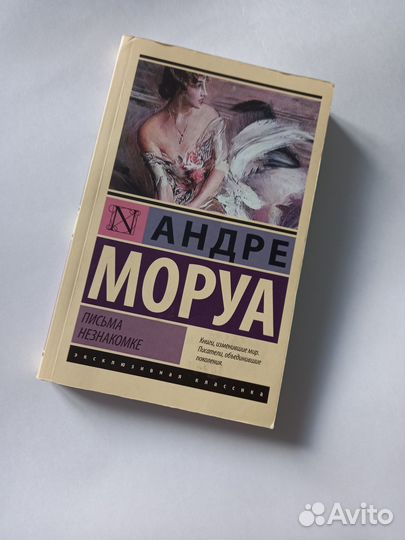 N
АНДРЕ
МОРУА
ПИСЬМА
НЕЗНАКОМКЕ
Книги, изменившие мир.
Писатели, объединившие
поколения.
эксклюзивная классика
Avito